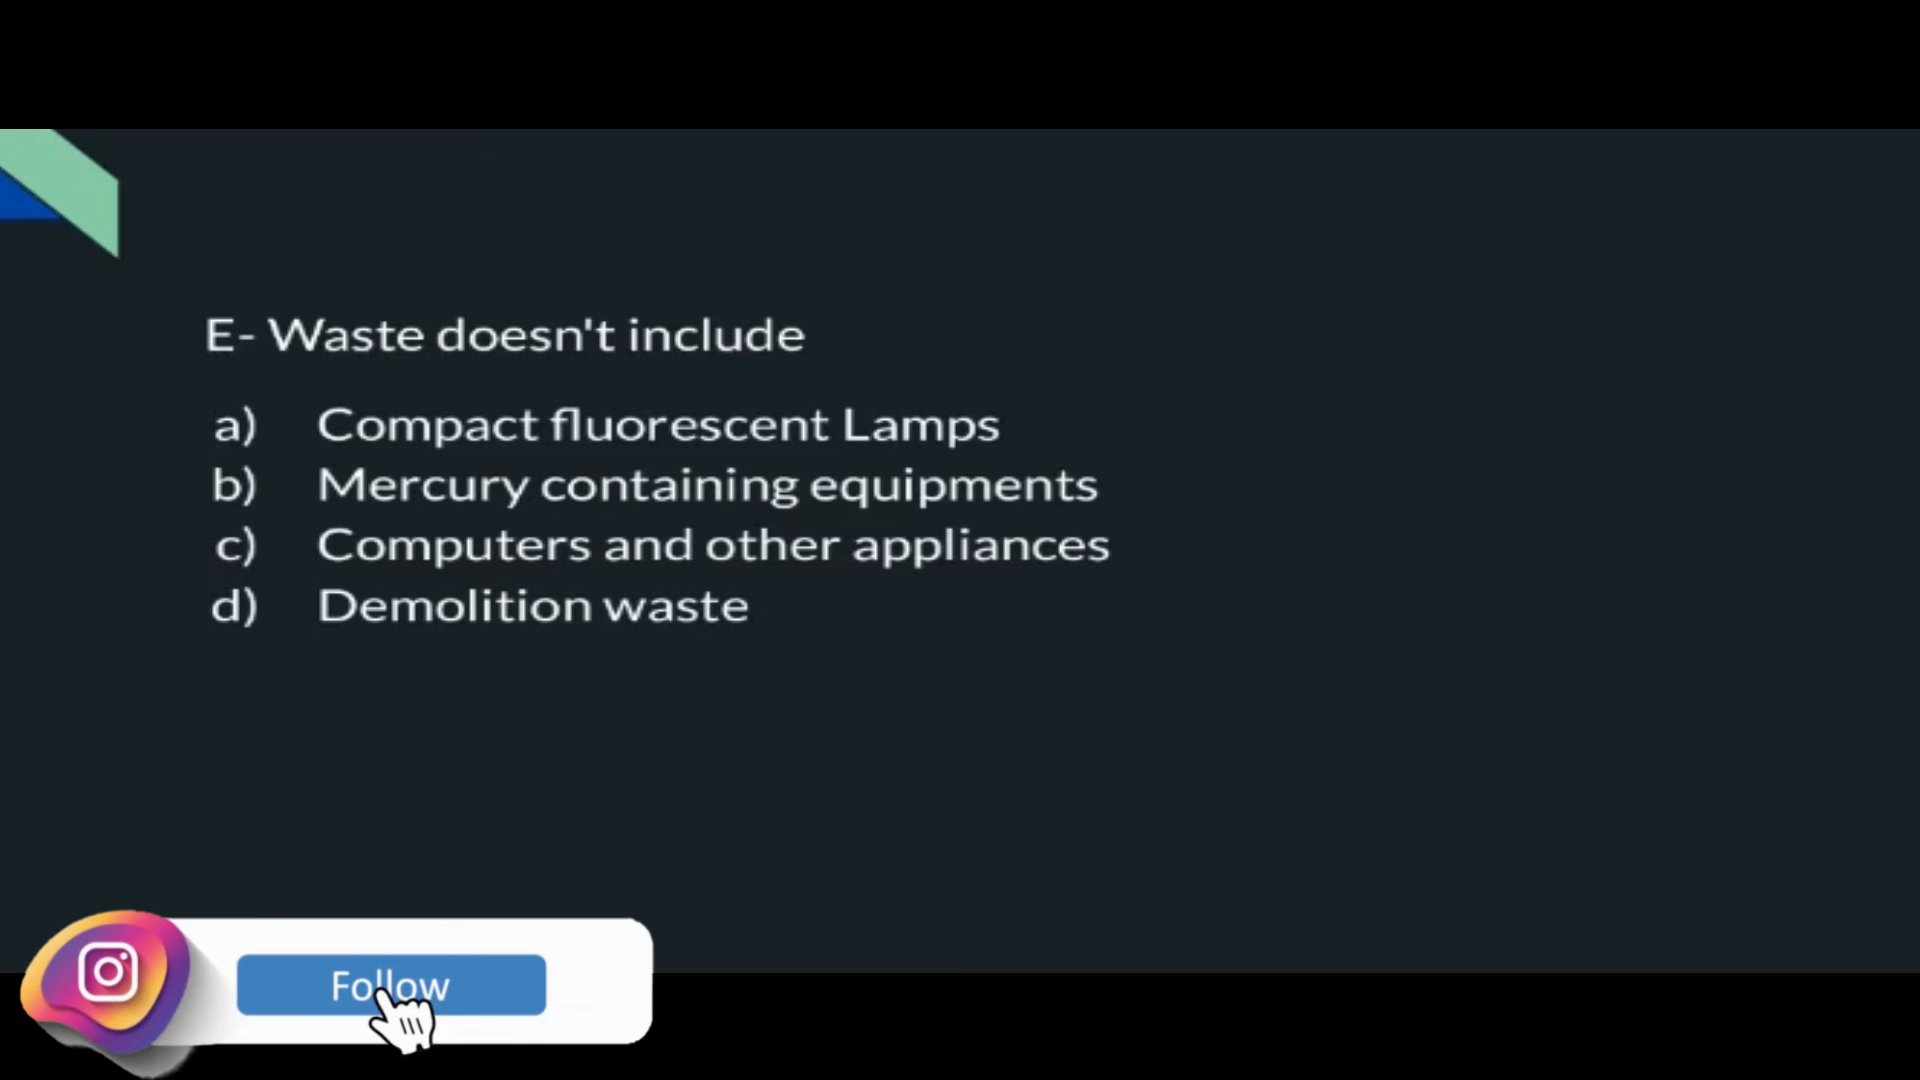 E- Waste doesn't include
a) Compact fluorescent Lamps
b) Mercury containing equipments
c) Computers and other appliances
d) Demolition waste
Follow